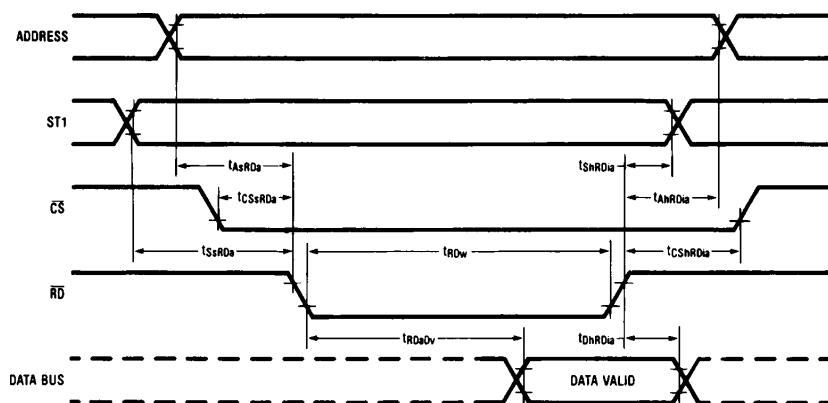 ADDRESS
ST1
tAsRDa
tShRDia
tCSsRDa
tAhRDia
CS
tSsRDa
tRDw
tCShRDia
RD
tRDaDv
tDhRDia
DATA BUS
DATA VALID